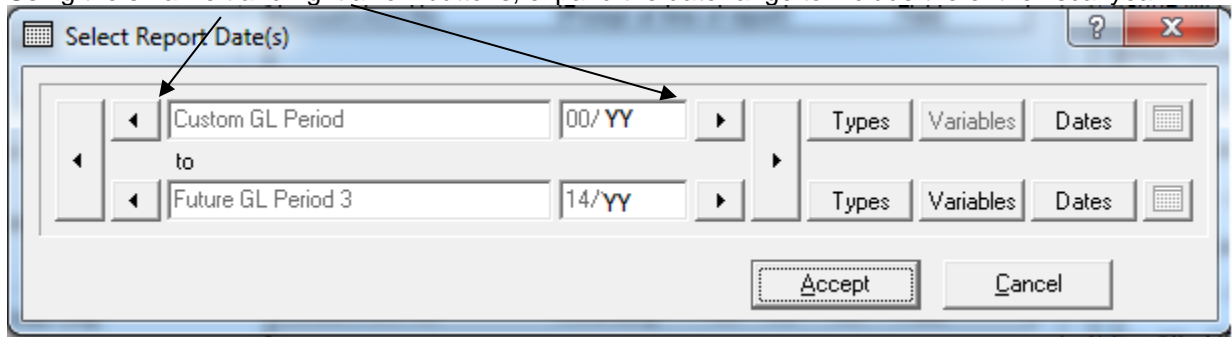 Select Report Date(s)
Custom GL Period 00/ YY Types Variables Dates
to
Future GL Period 3 14/YY Types Variables Dates
Accept Cancel